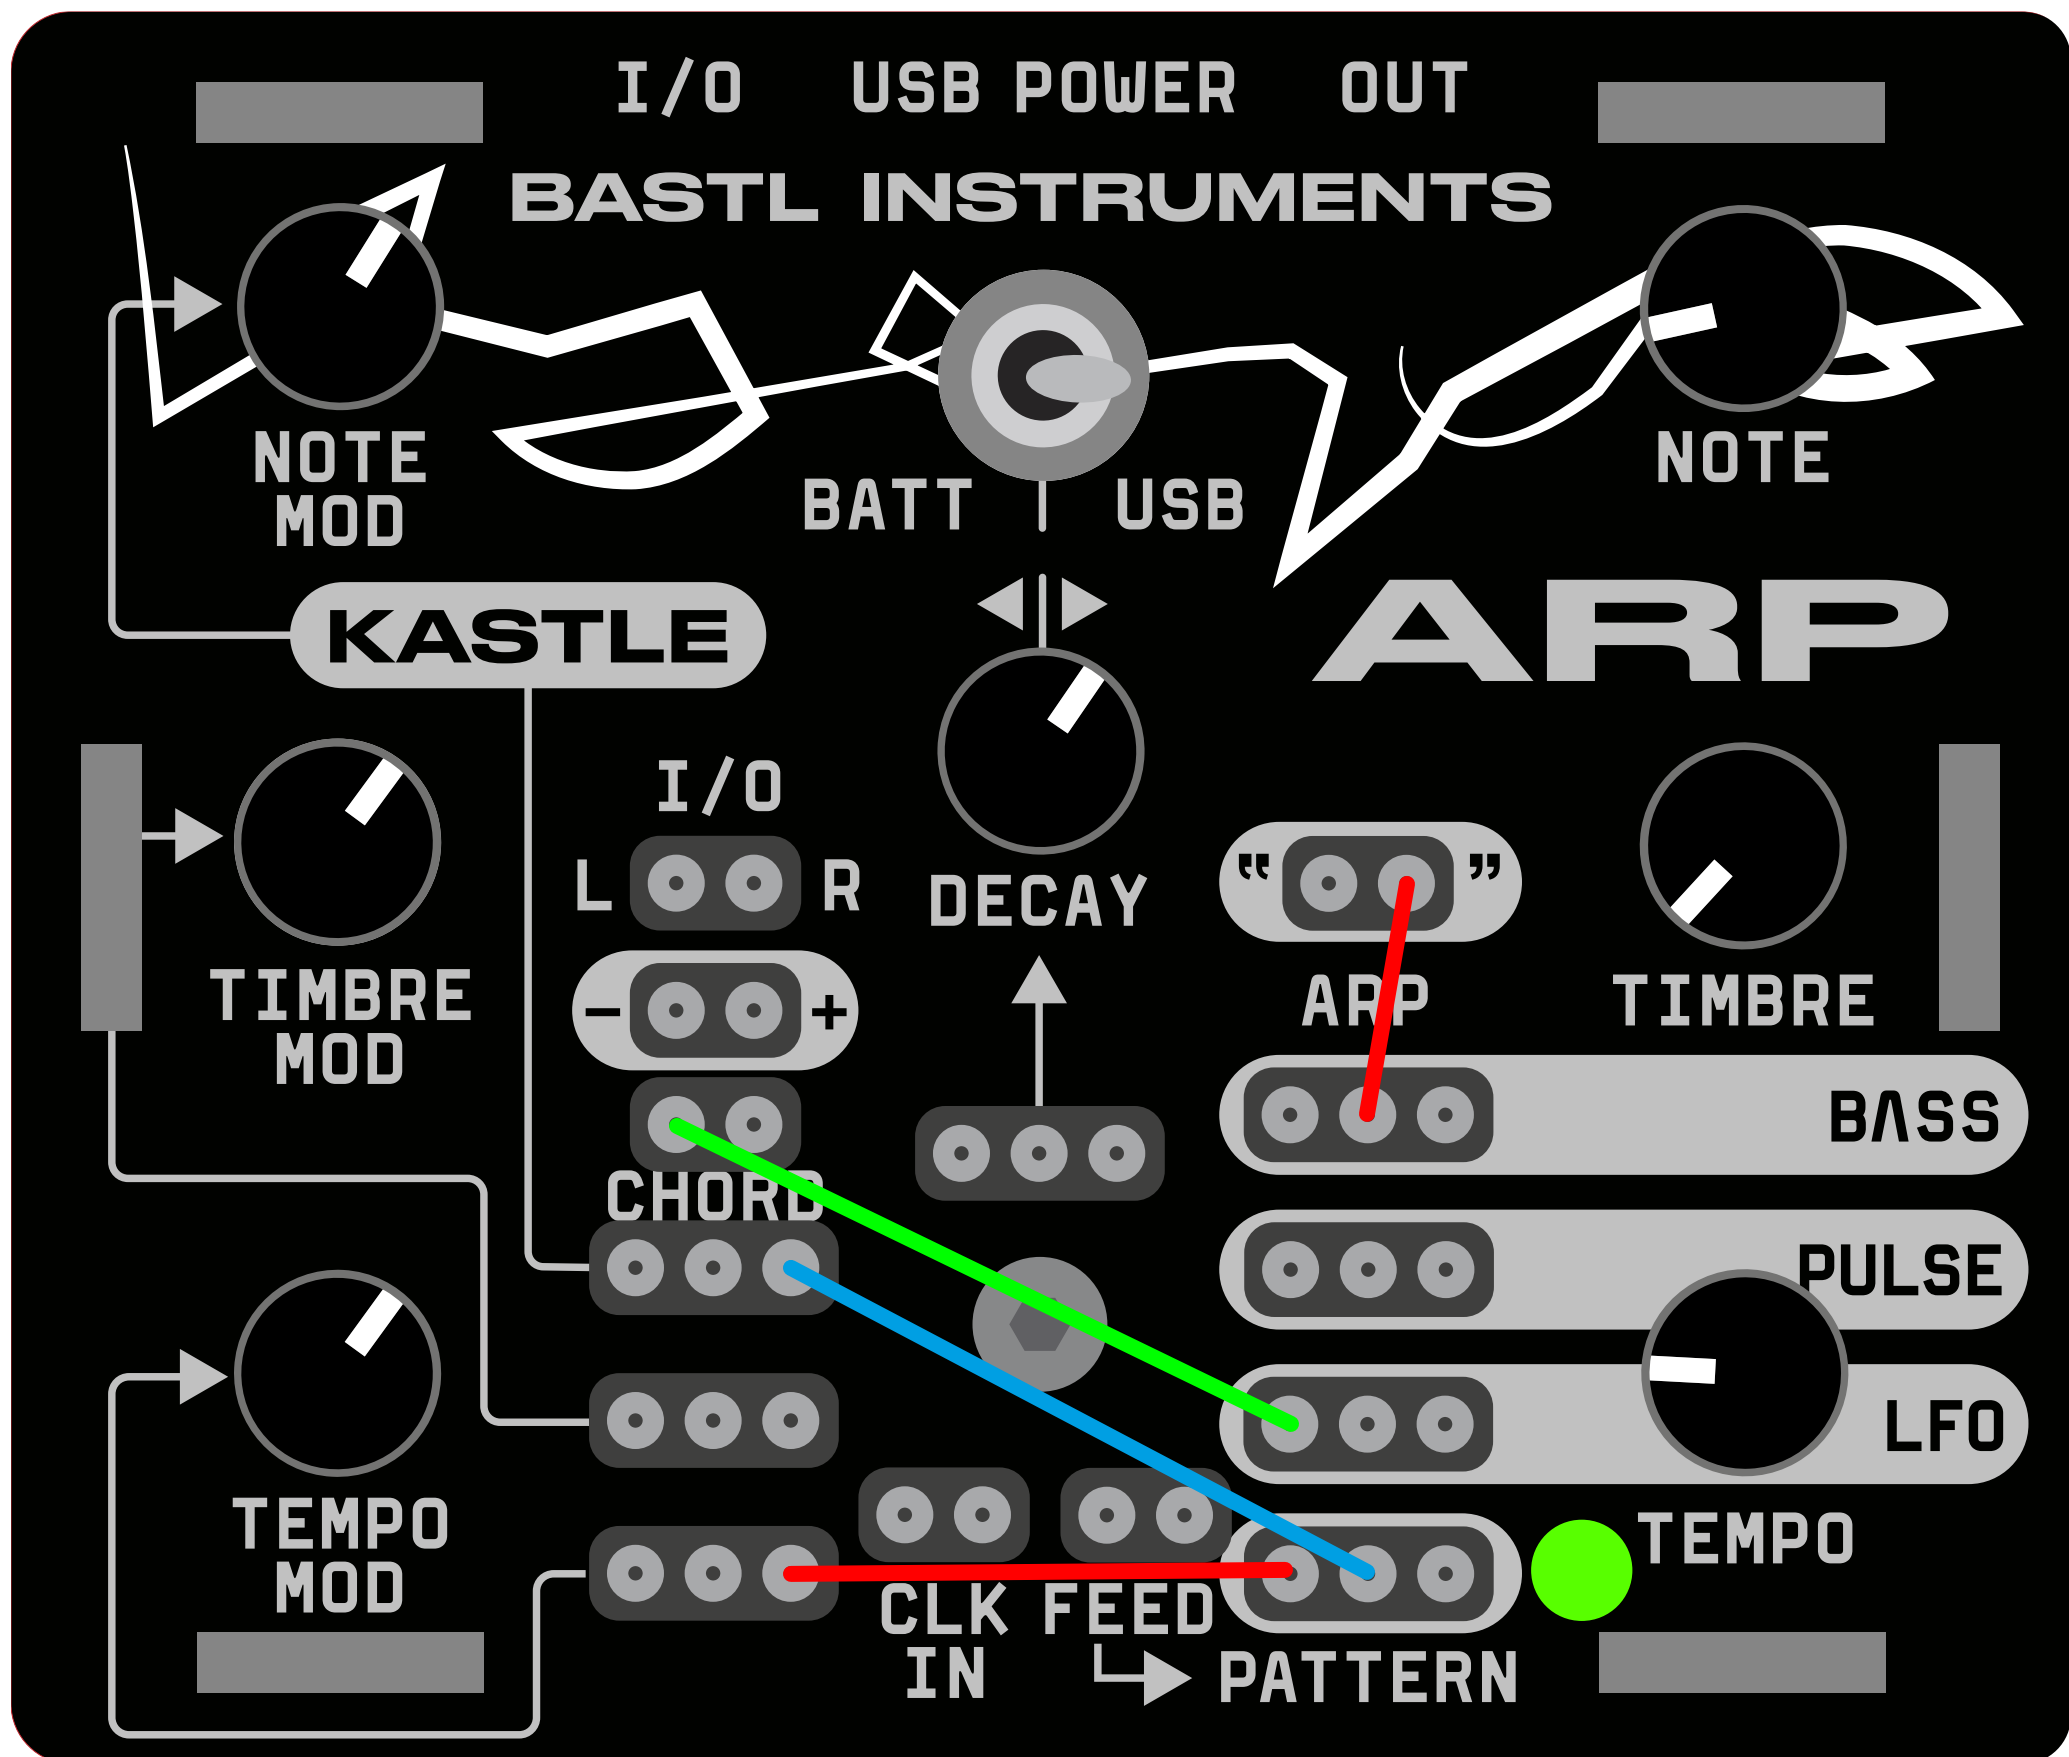 I/O USB POWER OUT
BASTL INSTRUMENTS
NOTE
MOD
BATT USB
NOTE
KASTLE
ARP
I/O
L R
DECAY
" "
TIMBRE
MOD
- +
ARP
TIMBRE
BASS
CHORD
PULSE
LFO
TEMPO
MOD
CLK
IN
FEED
PATTERN
TEMPO